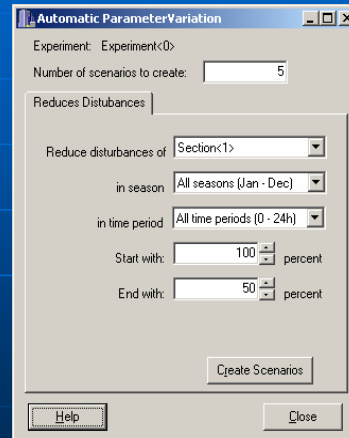 Automatic ParameterVariation
Experiment: Experiment<0>
Number of scenarios to create: 5
Reduces Distubances
Reduce disturbances of Section<1>
in season All seasons (Jan - Dec)
in time period All time periods (0 - 24h)
Start with: 100 percent
End with: 50 percent
Create Scenarios
Help Close